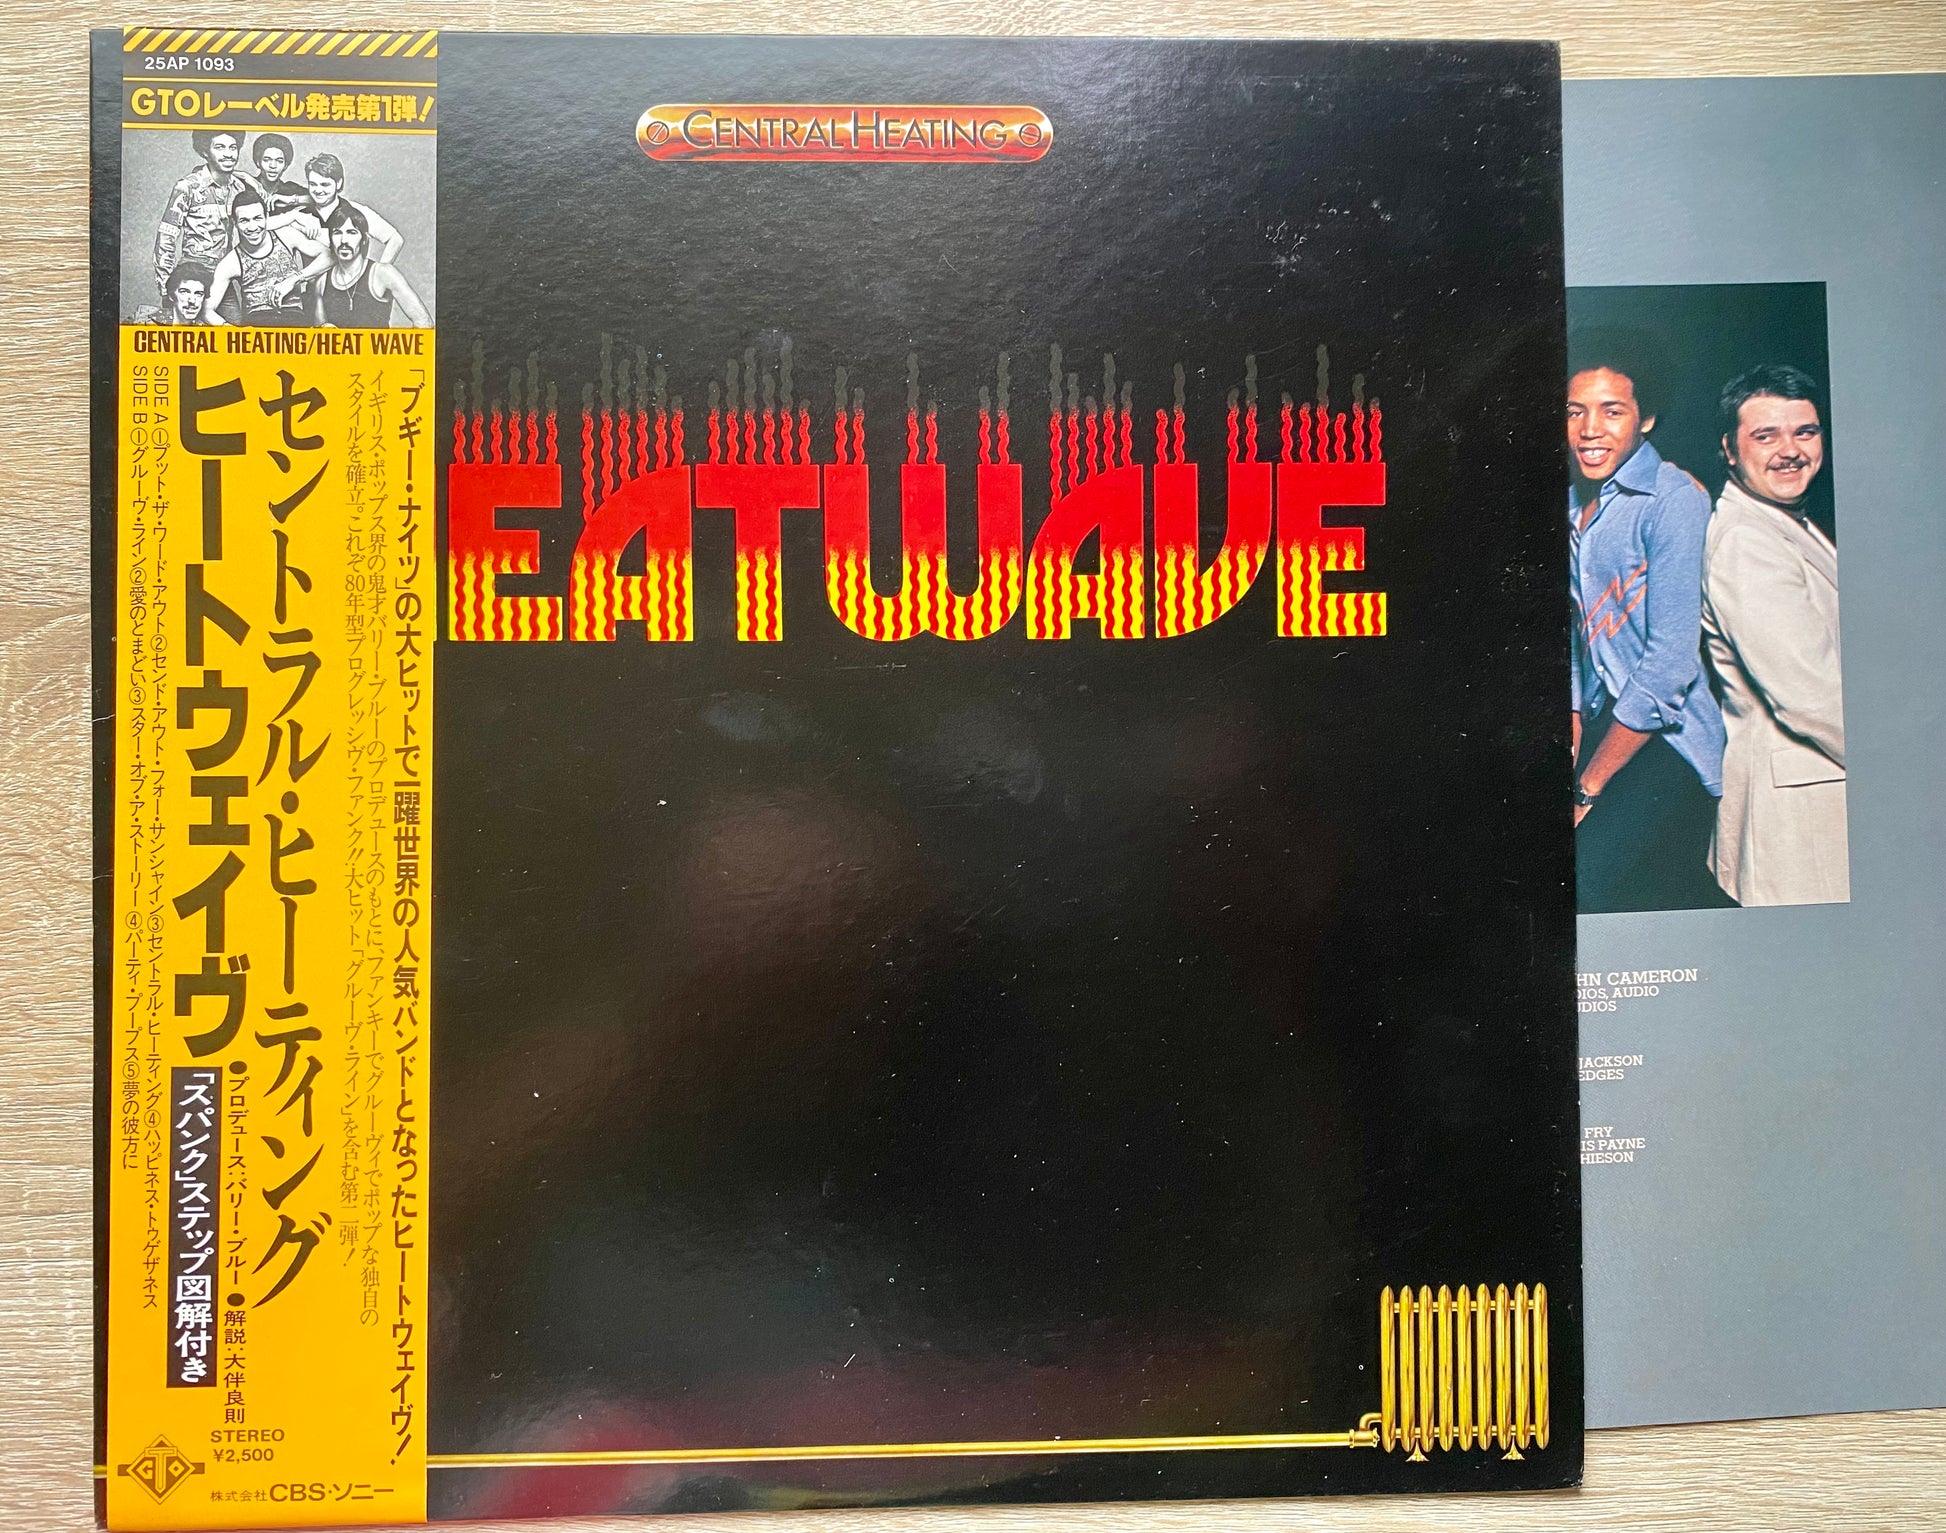 25AP 1093
GTOレーベル発売第1弾!
CENTRAL HEATING/HEAT WAVE
「ブギー・ナイツ」の大ヒットで一躍世界の人気バンドとなったヒートウェイヴ!
イギリス・ポップス界の鬼才バリー・ブルーのプロデュースのもとに、ファンキーでグルーヴィでポップな独自の
スタイルを確立。これぞ80年型プログレッシヴ・ファンク!!大ヒット「グルーヴ・ライン」を含む第二弾!
セントラル・ヒーティング
ヒートウェイヴ
●プロデュース:バリー・ブルー●解説:大伴良則
「スパンク」ステップ図解付き
SIDE A①プット・ザ・ワード・アウト②センド・アウト・フォー・サンシャイン③セントラル・ヒーティング④ハッピネス・トゥゲザネス
SIDE B①グルーヴ・ライン②愛のとまどい③スター・オブ・ア・ストーリー④パーティ・プープス⑤夢の彼方に
STEREO
¥2,500
GTO
株式会社CBS・ソニー
CENTRAL HEATING
EATWAVE
HN CAMERON
DIOS, AUDIO
UDIOS
JACKSON
EDGES
FRY
IS PAYNE
HIESON